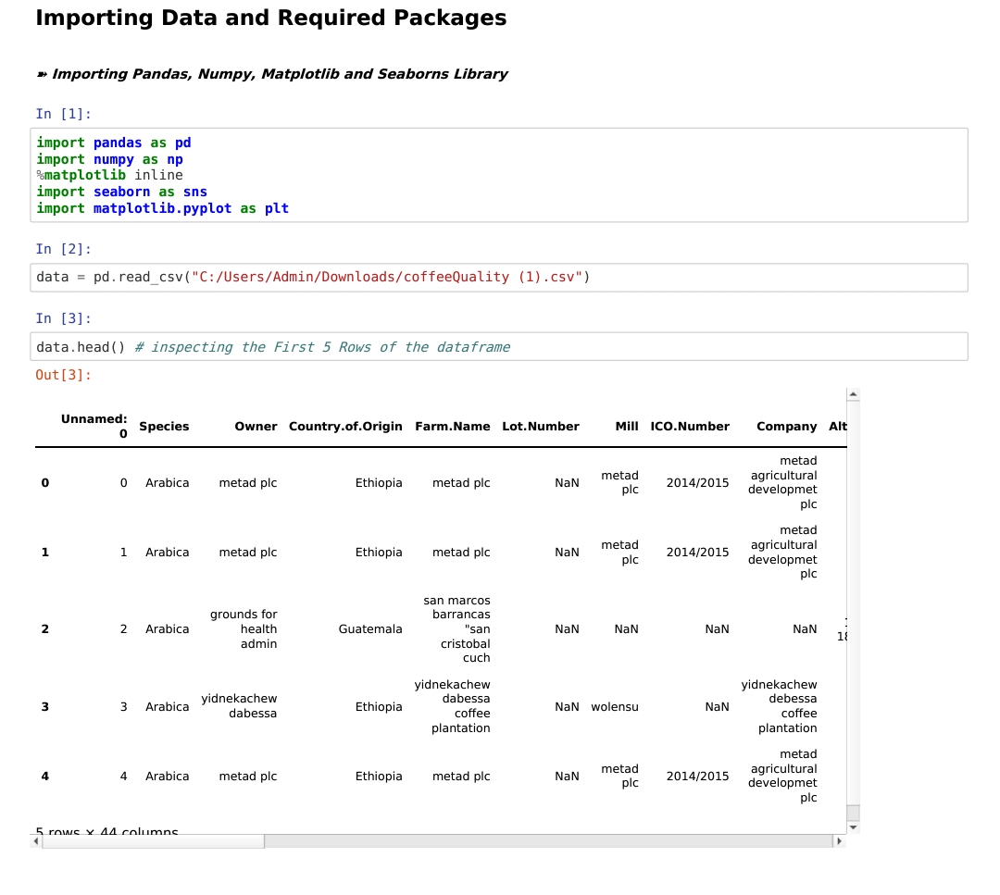 Importing Data and Required Packages
➽ Importing Pandas, Numpy, Matplotlib and Seaborns Library
In [1]:
import pandas as pd
import numpy as np
%matplotlib inline
import seaborn as sns
import matplotlib.pyplot as plt
In [2]:
data = pd.read_csv("C:/Users/Admin/Downloads/coffeeQuality (1).csv")
In [3]:
data.head() # inspecting the First 5 Rows of the dataframe
Out[3]:
Unnamed: 0 Species Owner Country.of.Origin Farm.Name Lot.Number Mill ICO.Number Company Alt
0 0 Arabica metad plc Ethiopia metad plc NaN metad plc 2014/2015 metad agricultural developmet plc
1 1 Arabica metad plc Ethiopia metad plc NaN metad plc 2014/2015 metad agricultural developmet plc
2 2 Arabica grounds for health admin Guatemala san marcos barrancas "san cristobal cuch NaN NaN NaN NaN
3 3 Arabica yidnekachew dabessa Ethiopia yidnekachew dabessa coffee plantation NaN wolensu NaN yidnekachew debessa coffee plantation
4 4 Arabica metad plc Ethiopia metad plc NaN metad plc 2014/2015 metad agricultural developmet plc
5 rows × 44 columns